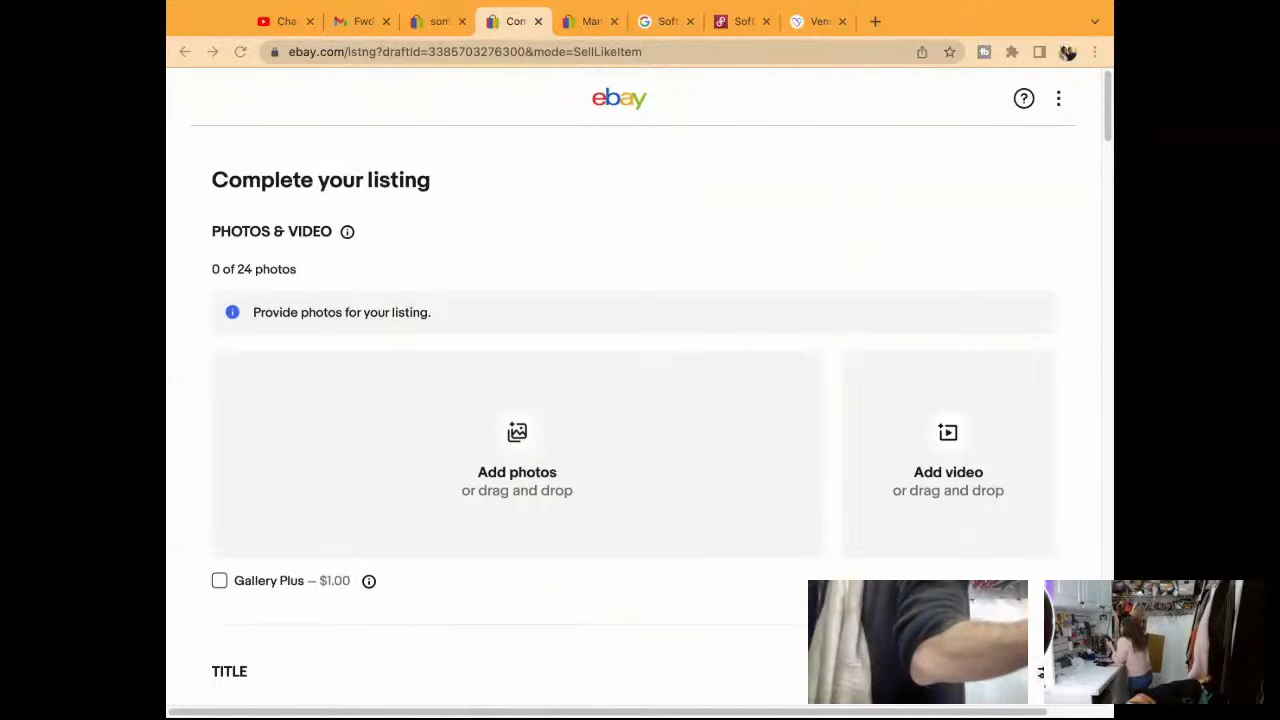 Cha
Fwd
som
Con
Man
Soft
Soft
Ven
ebay.com/lstng?draftId=3385703276300&mode=SellLikeItem
ebay
Complete your listing
PHOTOS & VIDEO
0 of 24 photos
Provide photos for your listing.
Add photos
or drag and drop
Add video
or drag and drop
Gallery Plus – $1.00
TITLE